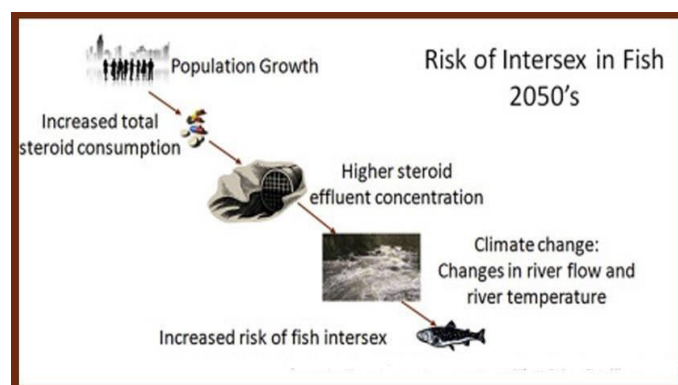 Risk of Intersex in Fish
2050's
Population Growth
Increased total
steroid consumption
Higher steroid
effluent concentration
Climate change:
Changes in river flow and
river temperature
Increased risk of fish intersex